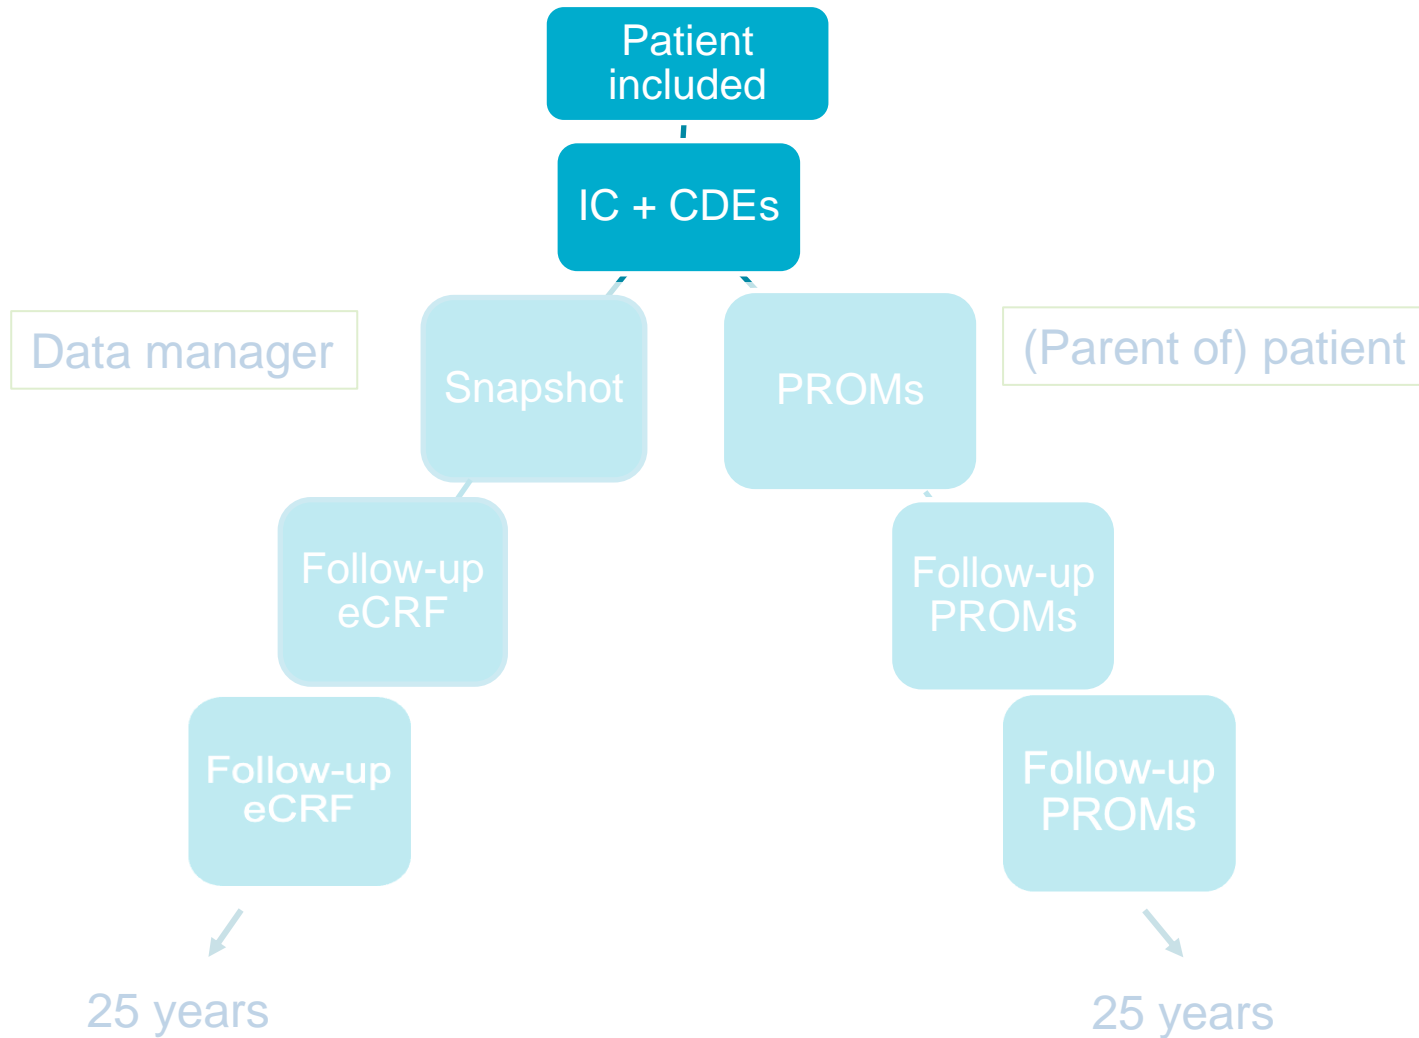 Patient
included
IC + CDEs
Data manager
Snapshot
PROMs
(Parent of) patient
Follow-up
eCRF
Follow-up
PROMs
Follow-up
eCRF
Follow-up
PROMs
25 years
25 years